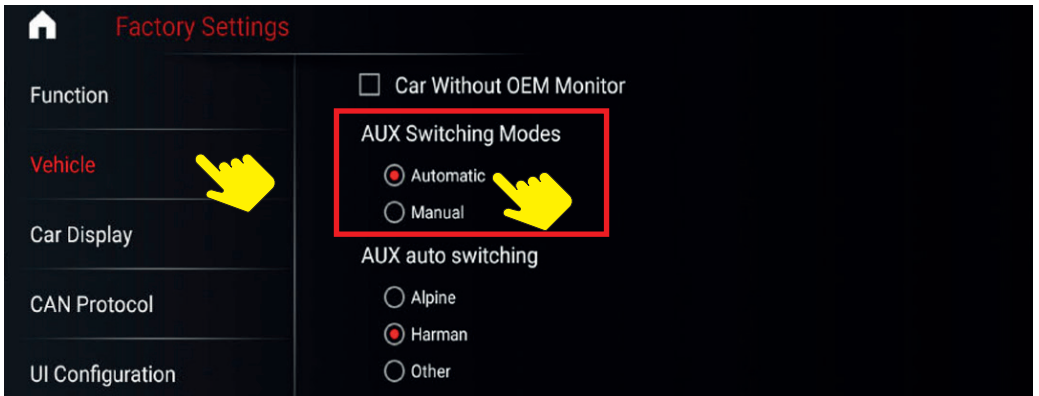 Factory Settings
Function
Vehicle
Car Display
CAN Protocol
UI Configuration
Car Without OEM Monitor
AUX Switching Modes
Automatic
Manual
AUX auto switching
Alpine
Harman
Other